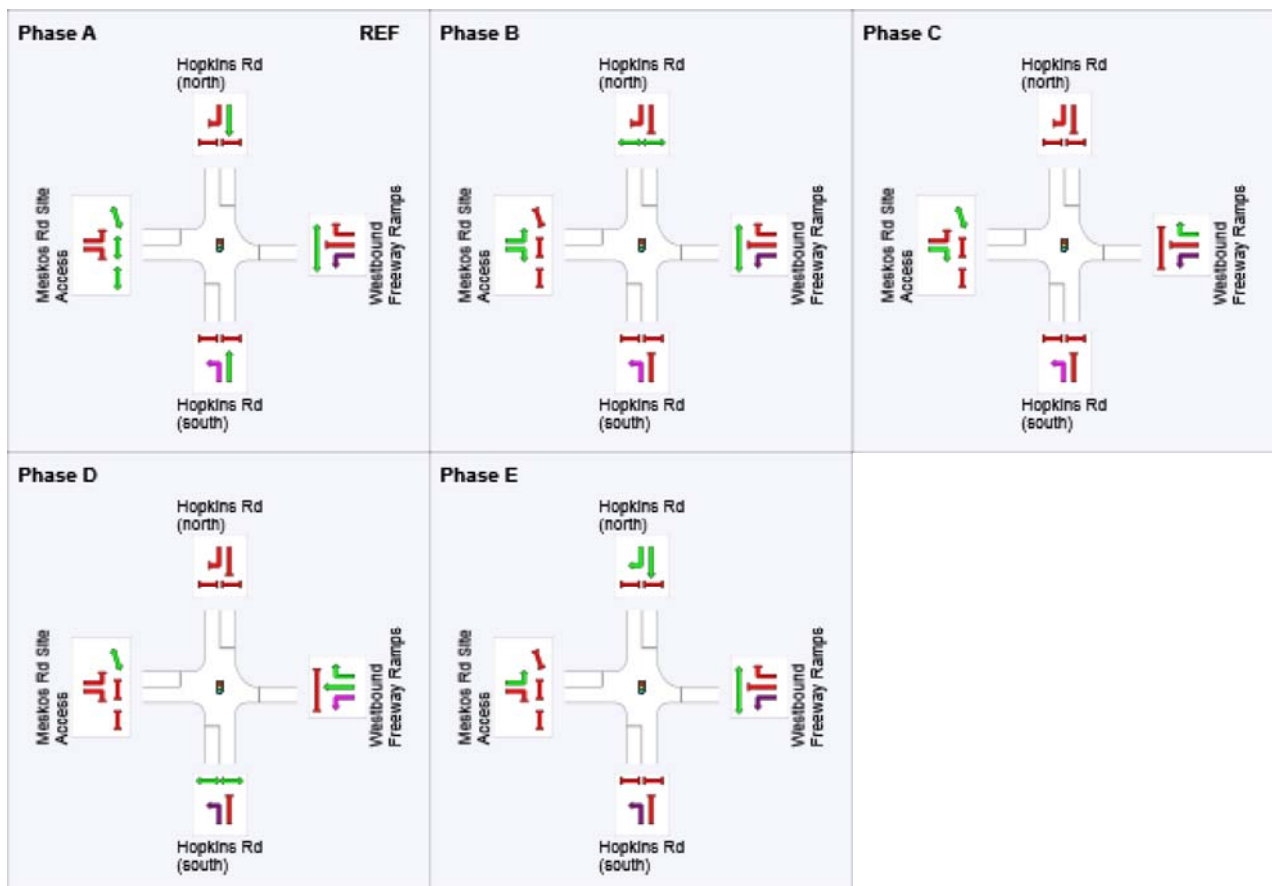 Phase A
REF
Hopkins Rd
(north)
Meskos Rd Site
Access
Westbound
Freeway Ramps
Hopkins Rd
(south)
Phase B
Hopkins Rd
(north)
Meskos Rd Site
Access
Westbound
Freeway Ramps
Hopkins Rd
(south)
Phase C
Hopkins Rd
(north)
Meskos Rd Site
Access
Westbound
Freeway Ramps
Hopkins Rd
(south)
Phase D
Hopkins Rd
(north)
Meskos Rd Site
Access
Westbound
Freeway Ramps
Hopkins Rd
(south)
Phase E
Hopkins Rd
(north)
Meskos Rd Site
Access
Westbound
Freeway Ramps
Hopkins Rd
(south)